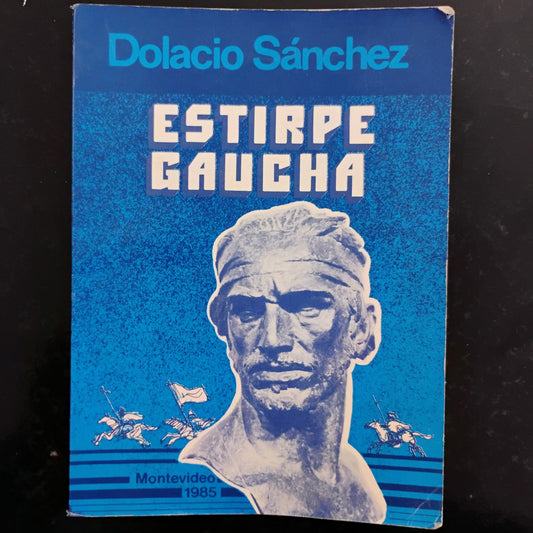 Dolacio Sánchez
ESTIRPE
GAUCHA
Montevideo
1985